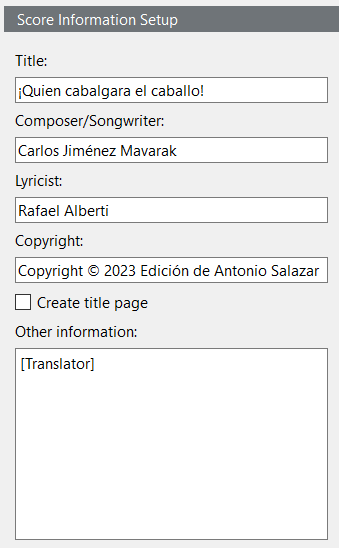 Score Information Setup
Title:
¡Quien cabalgara el caballo!
Composer/Songwriter:
Carlos Jiménez Mavarak
Lyricist:
Rafael Alberti
Copyright:
Copyright © 2023 Edición de Antonio Salazar
Create title page
Other information:
[Translator]